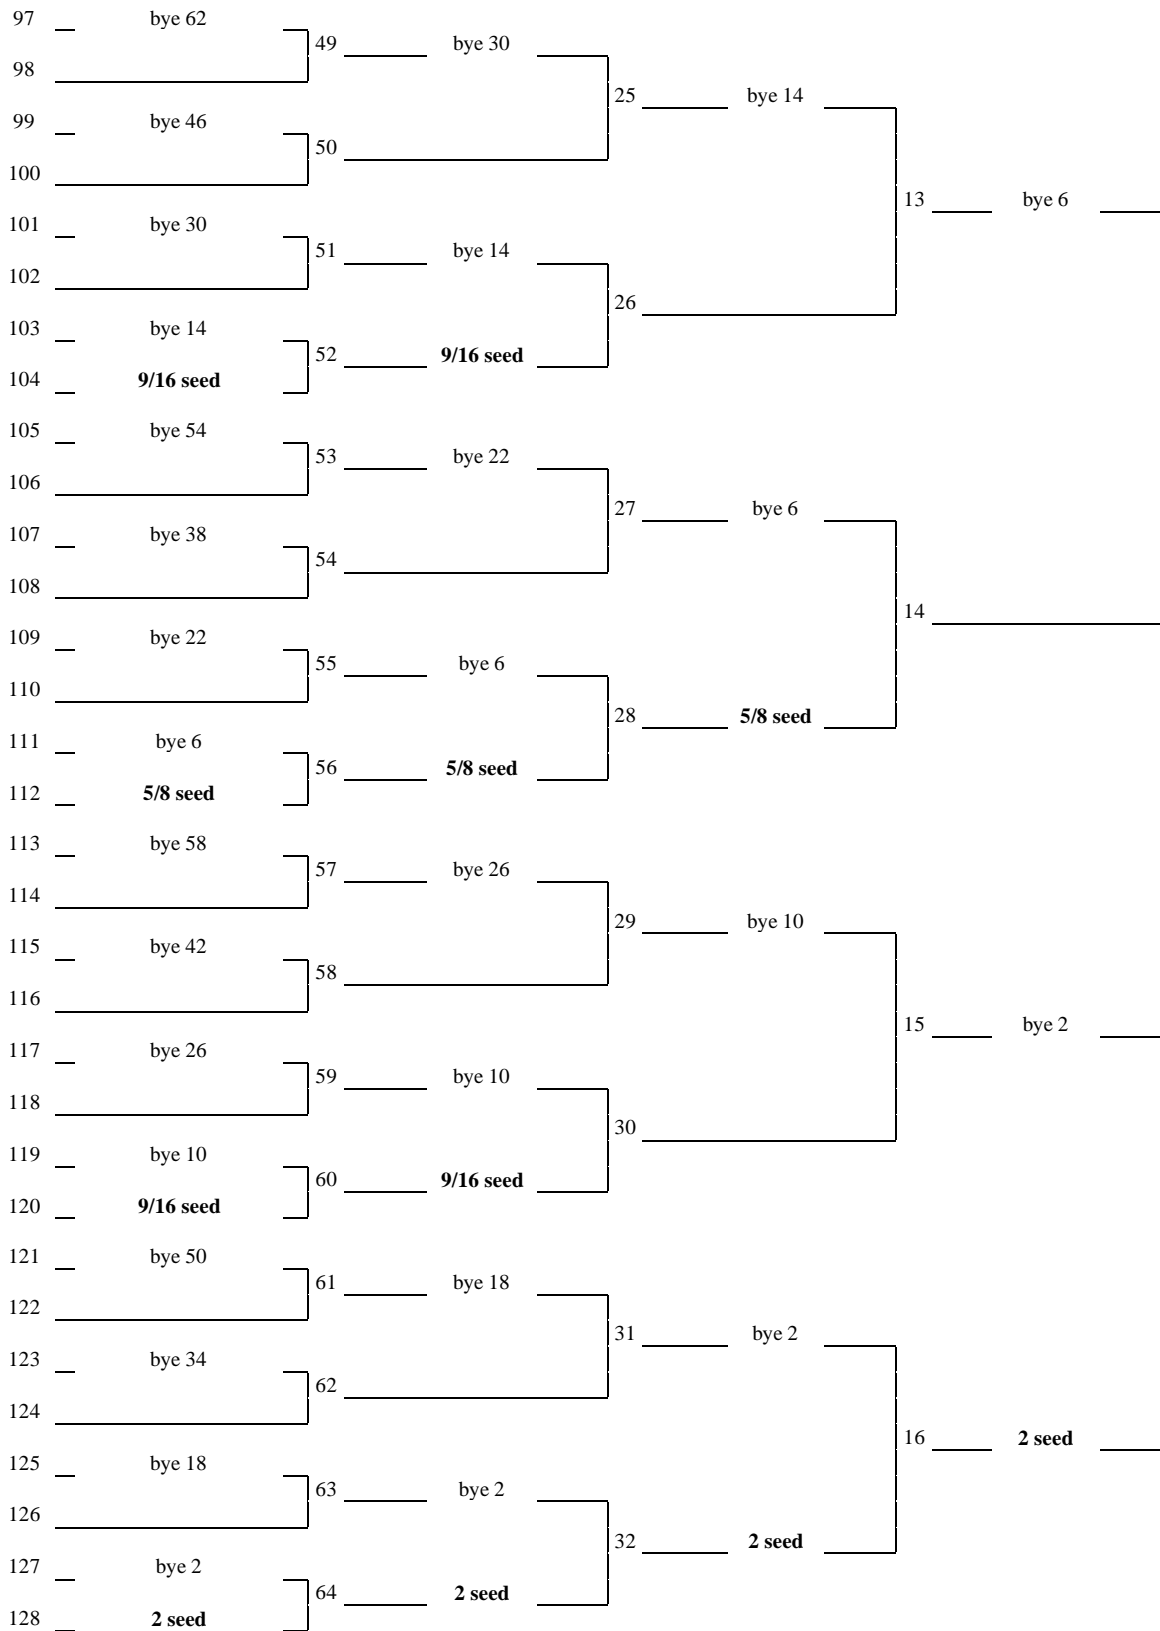 97 bye 62
49 bye 30
98
25 bye 14
99 bye 46
50
100
13 bye 6
101 bye 30
51 bye 14
102
26
103 bye 14
52 9/16 seed
104 9/16 seed
105 bye 54
53 bye 22
106
27 bye 6
107 bye 38
54
108
14
109 bye 22
55 bye 6
110
28 5/8 seed
111 bye 6
56 5/8 seed
112 5/8 seed
113 bye 58
57 bye 26
114
29 bye 10
115 bye 42
58
116
15 bye 2
117 bye 26
59 bye 10
118
30
119 bye 10
60 9/16 seed
120 9/16 seed
121 bye 50
61 bye 18
122
31 bye 2
123 bye 34
62
124
16 2 seed
125 bye 18
63 bye 2
126
32 2 seed
127 bye 2
64 2 seed
128 2 seed